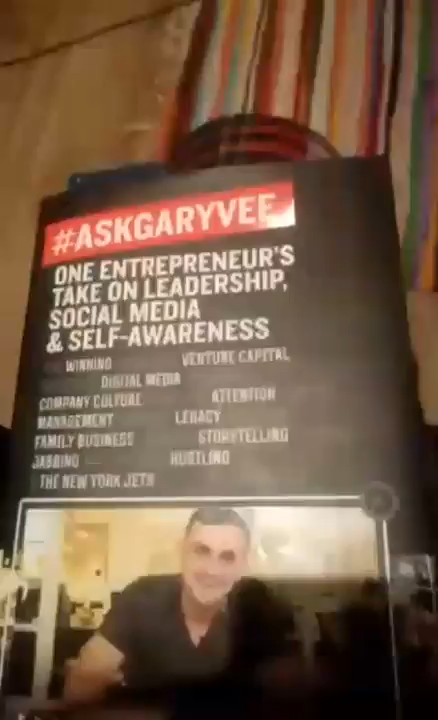 #ASKGARYVEE
ONE ENTREPRENEUR'S
TAKE ON LEADERSHIP,
SOCIAL MEDIA
& SELF-AWARENESS
WINNING VENTURE CAPITAL
DIGITAL MEDIA
COMPANY CULTURE ATTENTION
MANAGEMENT LEGACY
FAMILY BUSINESS STORYTELLING
JABBING HUSTLING
THE NEW YORK JETS